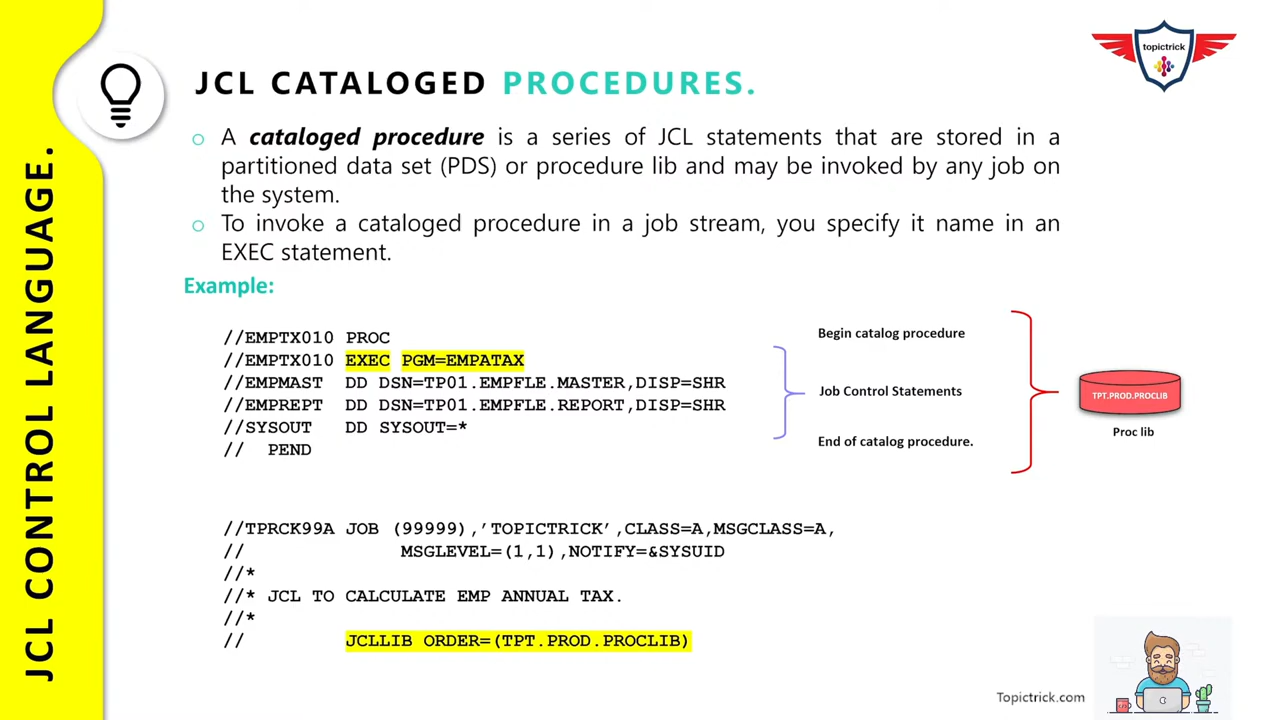 topictrick
JCL CATALOGED PROCEDURES.
JCL CONTROL LANGUAGE.
o A cataloged procedure is a series of JCL statements that are stored in a
partitioned data set (PDS) or procedure lib and may be invoked by any job on
the system.
o To invoke a cataloged procedure in a job stream, you specify it name in an
EXEC statement.
Example:
//EMPTX010 PROC
//EMPTX010 EXEC PGM=EMPATAX
//EMPMAST  DD DSN=TP01.EMPFLE.MASTER,DISP=SHR
//EMPREPT  DD DSN=TP01.EMPFLE.REPORT,DISP=SHR
//SYSOUT   DD SYSOUT=*
//  PEND
Begin catalog procedure
Job Control Statements
End of catalog procedure.
TPT.PROD.PROCLIB
Proc lib
//TPRCK99A JOB (99999),’TOPICTRICK’,CLASS=A,MSGCLASS=A,
//              MSGLEVEL=(1,1),NOTIFY=&SYSUID
//*
//* JCL TO CALCULATE EMP ANNUAL TAX.
//*
//         JCLLIB ORDER=(TPT.PROD.PROCLIB)
Topictrick.com